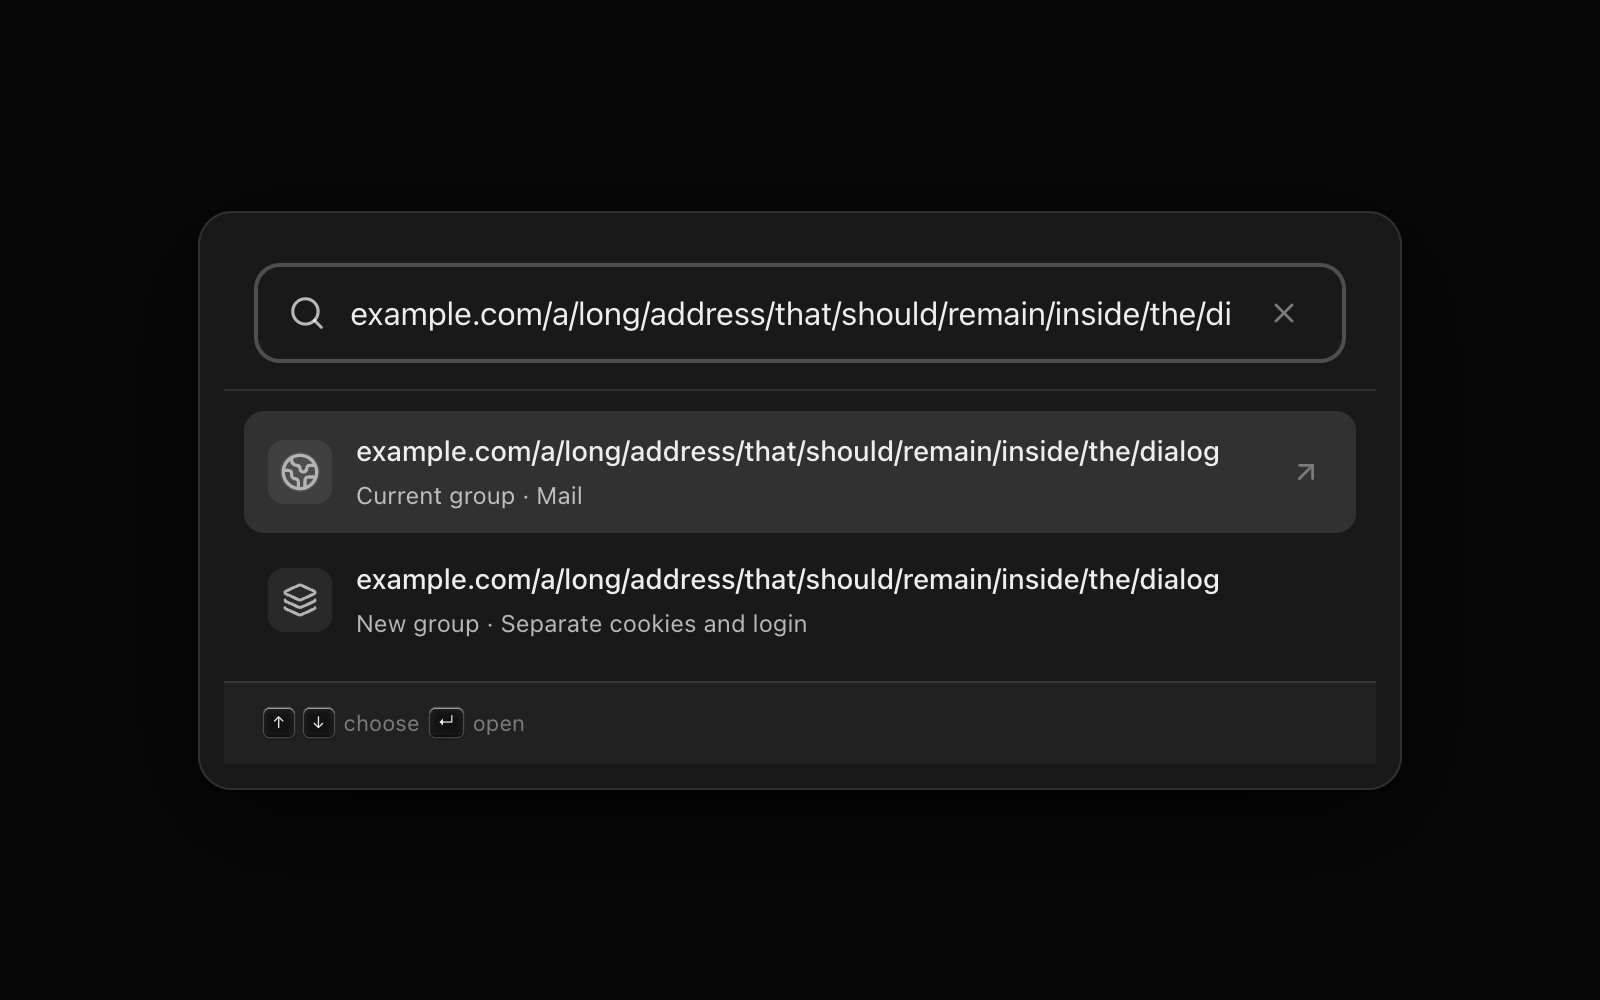 example.com/a/long/address/that/should/remain/inside/the/di
example.com/a/long/address/that/should/remain/inside/the/dialog
Current group · Mail
example.com/a/long/address/that/should/remain/inside/the/dialog
New group · Separate cookies and login
↑ ↓ choose ↵ open